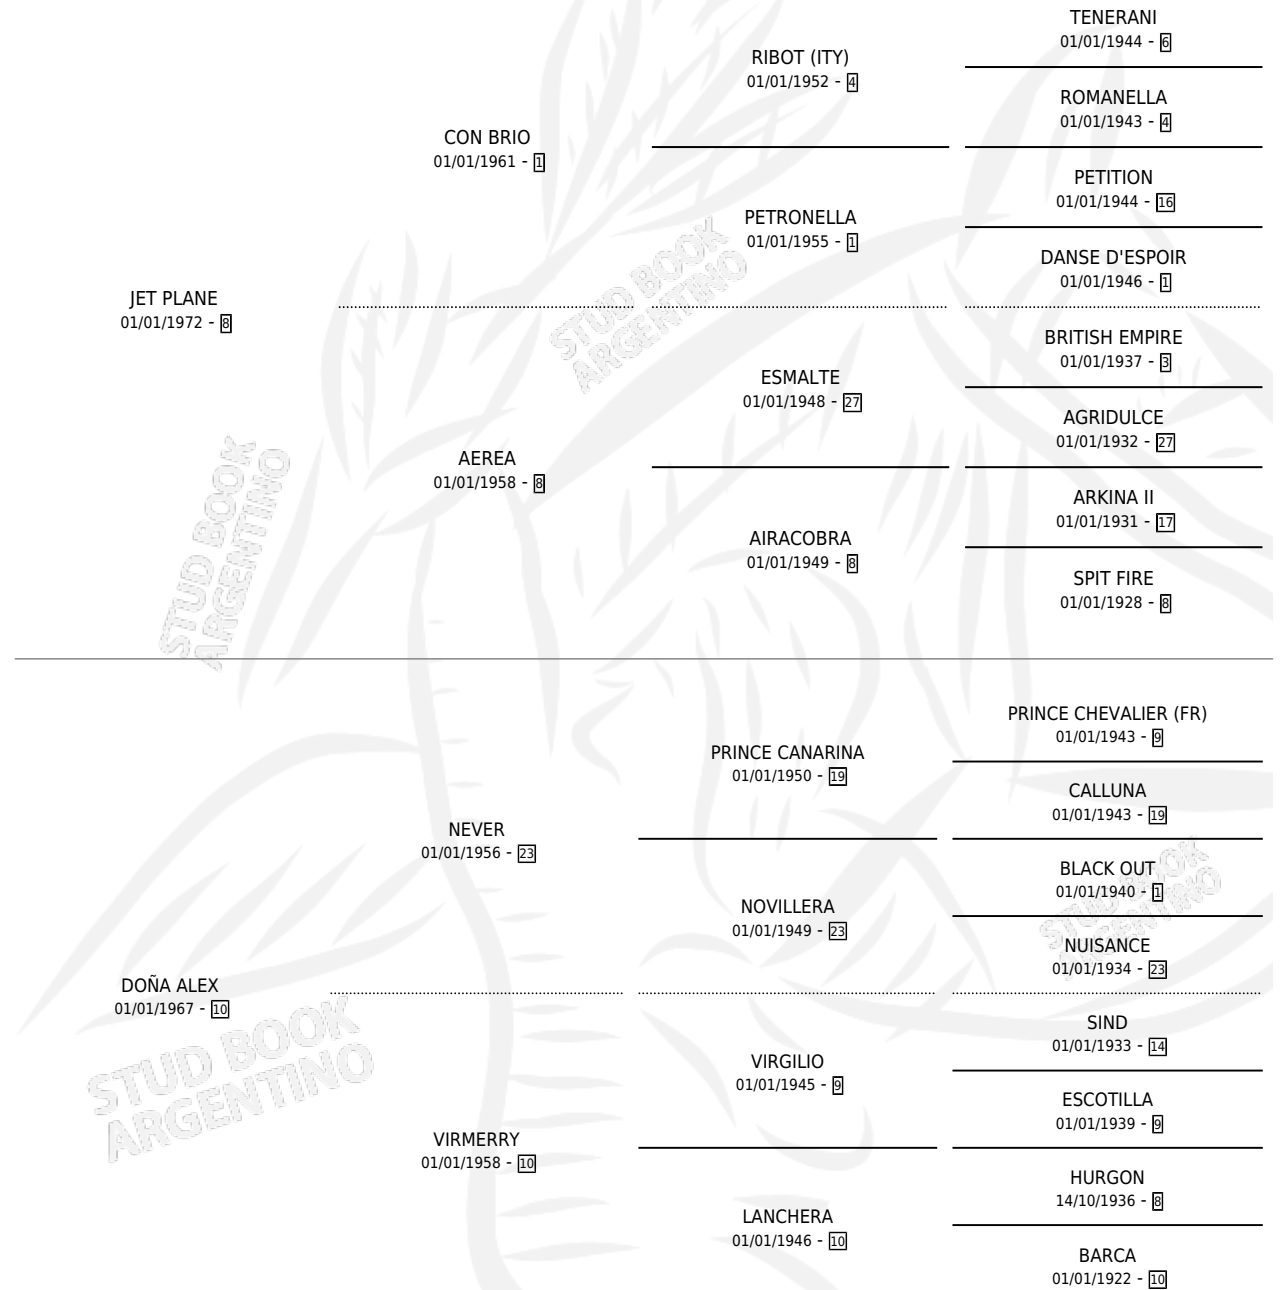 TENERANI
01/01/1944 - 6
RIBOT (ITY)
01/01/1952 - 4
ROMANELLA
01/01/1943 - 4
CON BRIO
01/01/1961 - 1
PETITION
01/01/1944 - 16
PETRONELLA
01/01/1955 - 1
DANSE D'ESPOIR
01/01/1946 - 1
JET PLANE
01/01/1972 - 8
STUD BOOK
ARGENTINO
BRITISH EMPIRE
01/01/1937 - 3
ESMALTE
01/01/1948 - 27
AGRIDULCE
01/01/1932 - 27
AEREA
01/01/1958 - 8
STUD BOOK
ARGENTINO
ARKINA II
01/01/1931 - 17
AIRACOBRA
01/01/1949 - 8
SPIT FIRE
01/01/1928 - 8
PRINCE CHEVALIER (FR)
01/01/1943 - 9
PRINCE CANARINA
01/01/1950 - 19
CALLUNA
01/01/1943 - 19
NEVER
01/01/1956 - 23
BLACK OUT
01/01/1940 - 1
STUD BOOK
ARGENTINO
NOVILLERA
01/01/1949 - 23
NUISANCE
01/01/1934 - 23
DOÑA ALEX
01/01/1967 - 10
STUD BOOK
ARGENTINO
SIND
01/01/1933 - 14
VIRGILIO
01/01/1945 - 9
ESCOTILLA
01/01/1939 - 9
VIRMERRY
01/01/1958 - 10
HURGON
14/10/1936 - 8
LANCHERA
01/01/1946 - 10
BARCA
01/01/1922 - 10